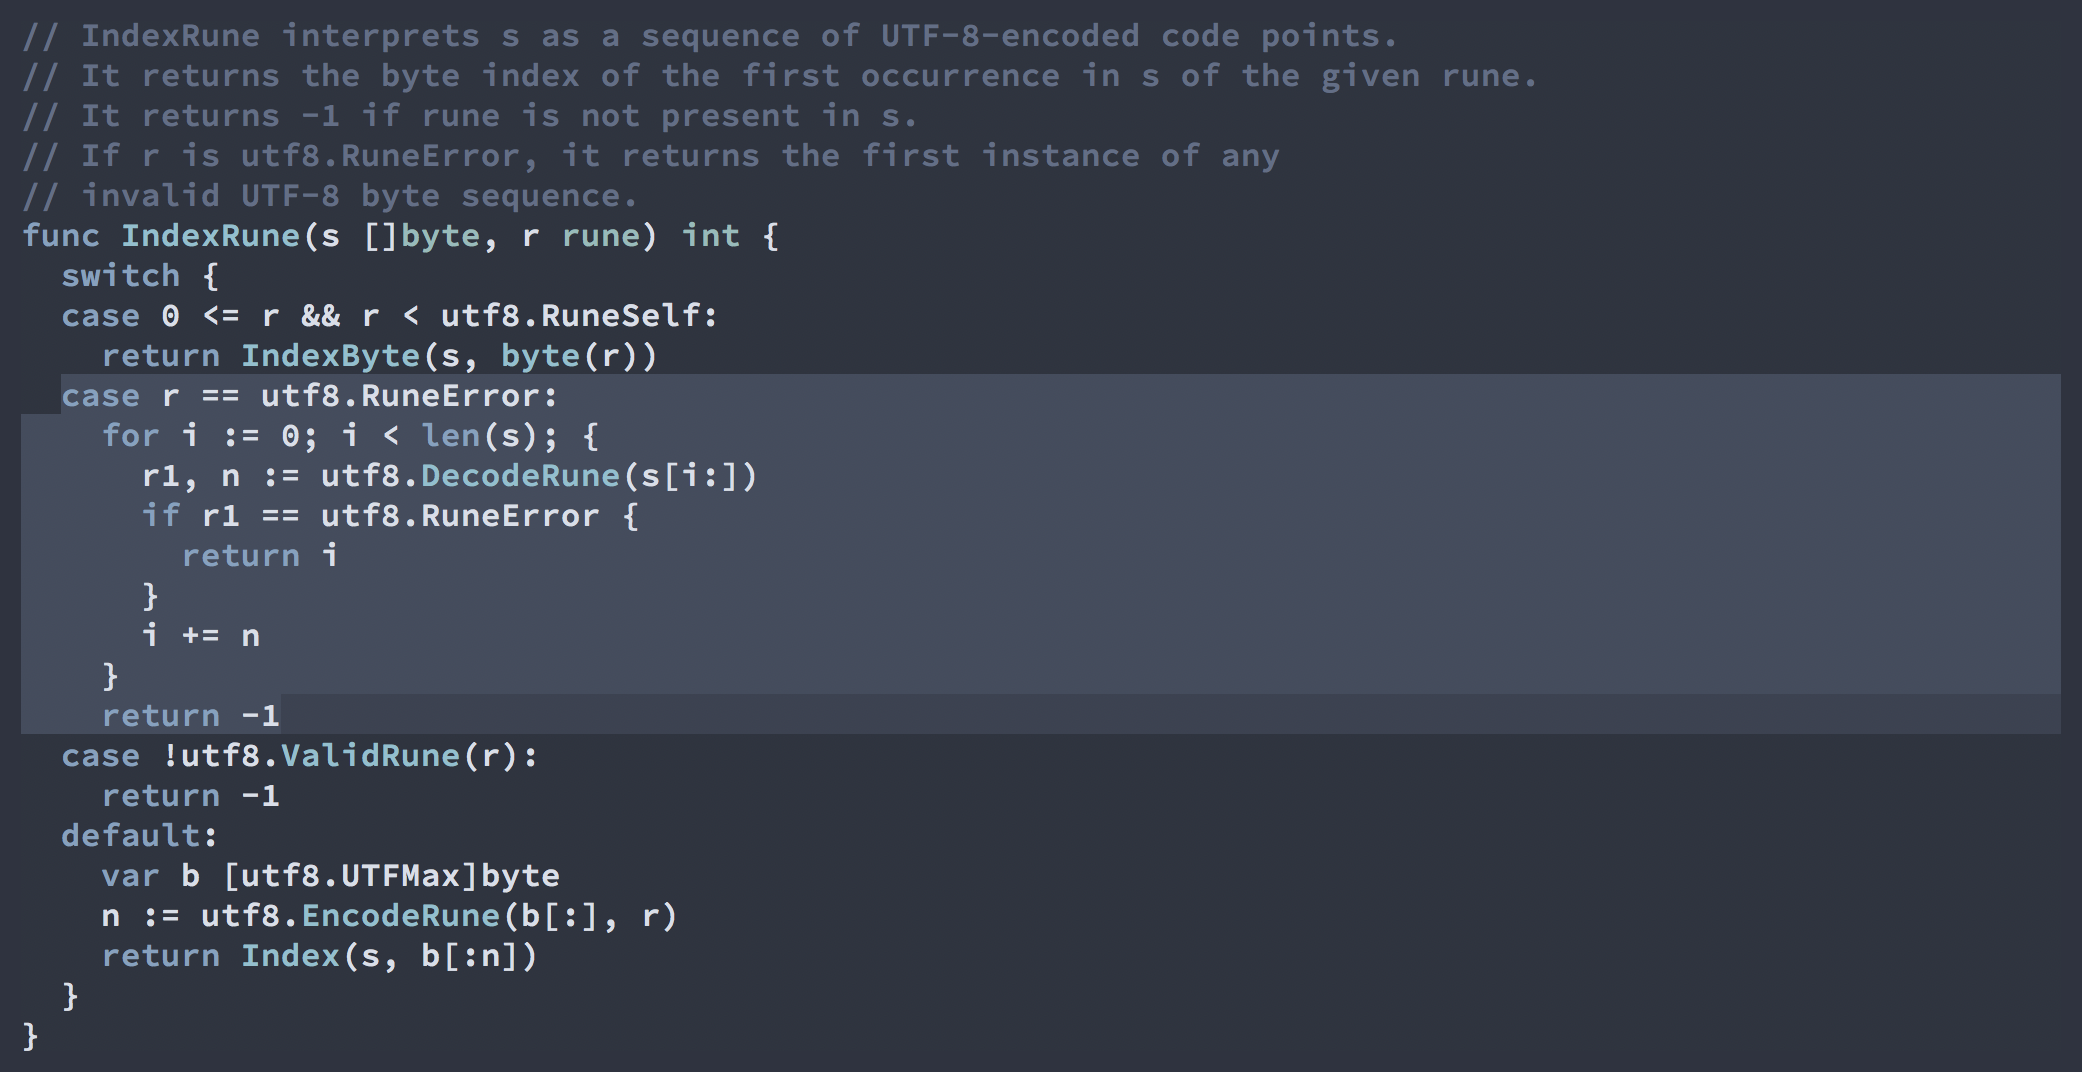 // IndexRune interprets s as a sequence of UTF-8-encoded code points.
// It returns the byte index of the first occurrence in s of the given rune.
// It returns -1 if rune is not present in s.
// If r is utf8.RuneError, it returns the first instance of any
// invalid UTF-8 byte sequence.
func IndexRune(s []byte, r rune) int {
  switch {
  case 0 <= r && r < utf8.RuneSelf:
    return IndexByte(s, byte(r))
  case r == utf8.RuneError:
    for i := 0; i < len(s); {
      r1, n := utf8.DecodeRune(s[i:])
      if r1 == utf8.RuneError {
        return i
      }
      i += n
    }
    return -1
  case !utf8.ValidRune(r):
    return -1
  default:
    var b [utf8.UTFMax]byte
    n := utf8.EncodeRune(b[:], r)
    return Index(s, b[:n])
  }
}